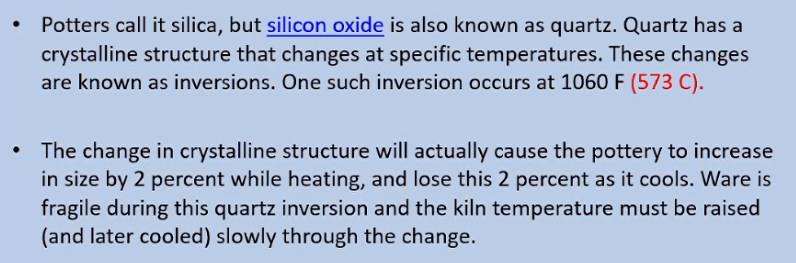 • Potters call it silica, but silicon oxide is also known as quartz. Quartz has a
crystalline structure that changes at specific temperatures. These changes
are known as inversions. One such inversion occurs at 1060 F (573 C).
• The change in crystalline structure will actually cause the pottery to increase
in size by 2 percent while heating, and lose this 2 percent as it cools. Ware is
fragile during this quartz inversion and the kiln temperature must be raised
(and later cooled) slowly through the change.